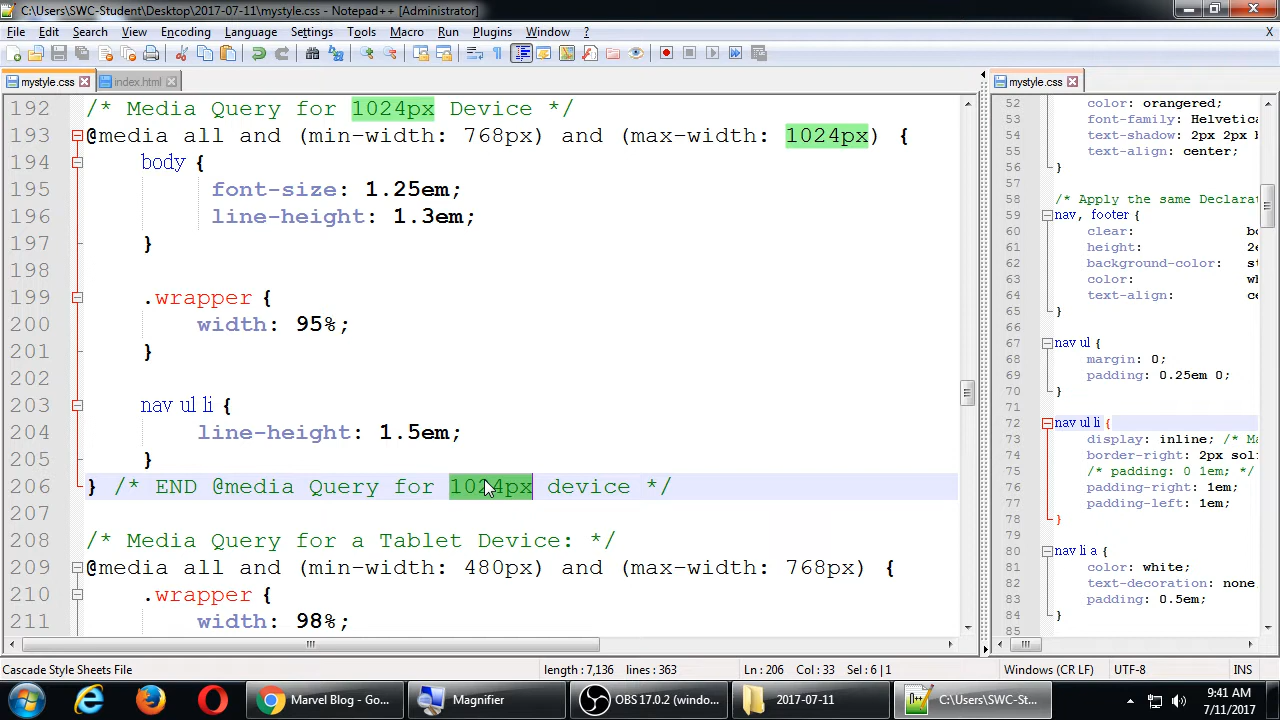 C:\Users\SWC-Student\Desktop\2017-07-11\mystyle.css - Notepad++ [Administrator]
File Edit Search View Encoding Language Settings Tools Macro Run Plugins Window ? X
mystyle.css index.html
192 /* Media Query for 1024px Device */
193 @media all and (min-width: 768px) and (max-width: 1024px) {
194 body {
195 font-size: 1.25em;
196 line-height: 1.3em;
197 }
198
199 .wrapper {
200 width: 95%;
201 }
202
203 nav ul li {
204 line-height: 1.5em;
205 }
206 } /* END @media Query for 1024px device */
207
208 /* Media Query for a Tablet Device: */
209 @media all and (min-width: 480px) and (max-width: 768px) {
210 .wrapper {
211 width: 98%;
mystyle.css
52 color: orangered;
53 font-family: Helvetica
54 text-shadow: 2px 2px
55 text-align: center;
56 }
57
58 /* Apply the same
59 nav, footer {
60 clear:
61 height: 2e
62 background-color: st
63 color: wh
64 text-align: ce
65 }
66
67 nav ul {
68 margin: 0;
69 padding: 0.25em 0;
70 }
71
72 nav ul li {
73 display: inline; /*
74 border-right: 2px
75 /* padding: 0 1em; */
76 padding-right: 1em;
77 padding-left: 1em;
78 }
79
80 nav li a {
81 color: white;
82 text-decoration: none
83 padding: 0.5em;
84 }
85
Cascade Style Sheets File length : 7,136 lines : 363 Ln : 206 Col : 33 Sel : 6 | 1 Windows (CR LF) UTF-8 INS
Marvel Blog - Go... Magnifier OBS 17.0.2 (windo... 2017-07-11 C:\Users\SWC-St...
9:41 AM
7/11/2017